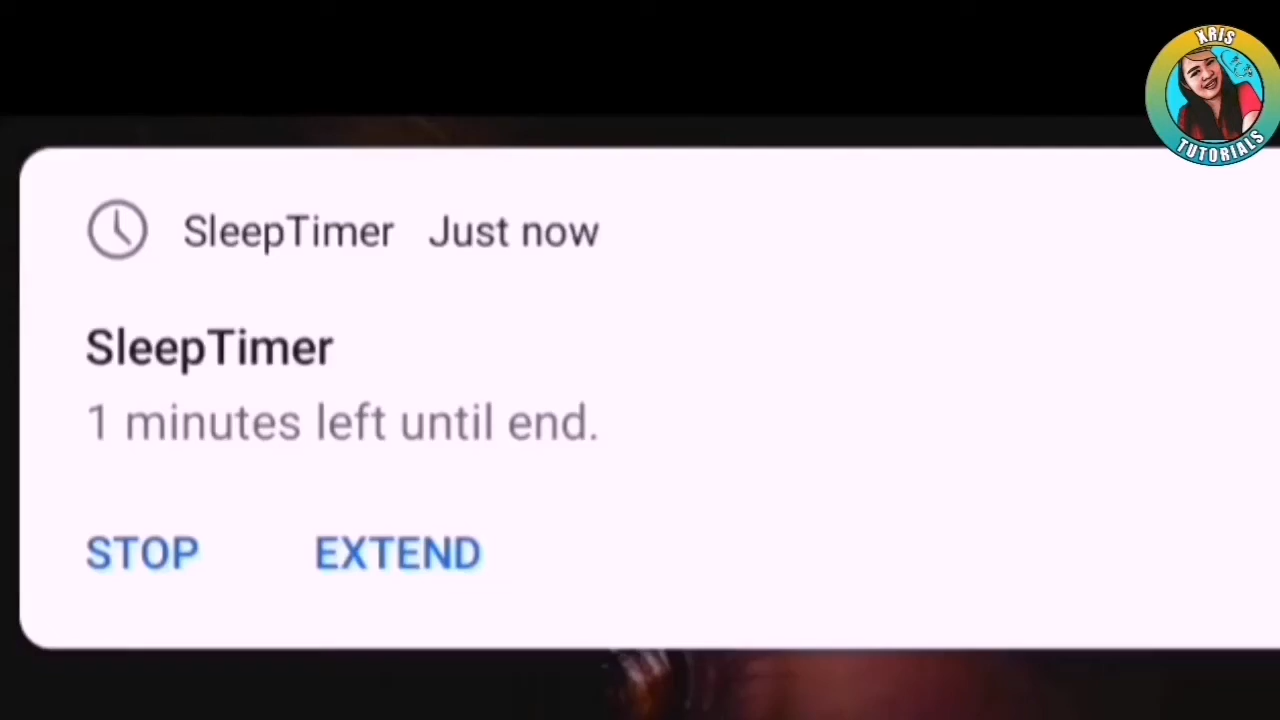 KRIS
TUTORIALS
SleepTimer Just now
SleepTimer
1 minutes left until end.
STOP EXTEND